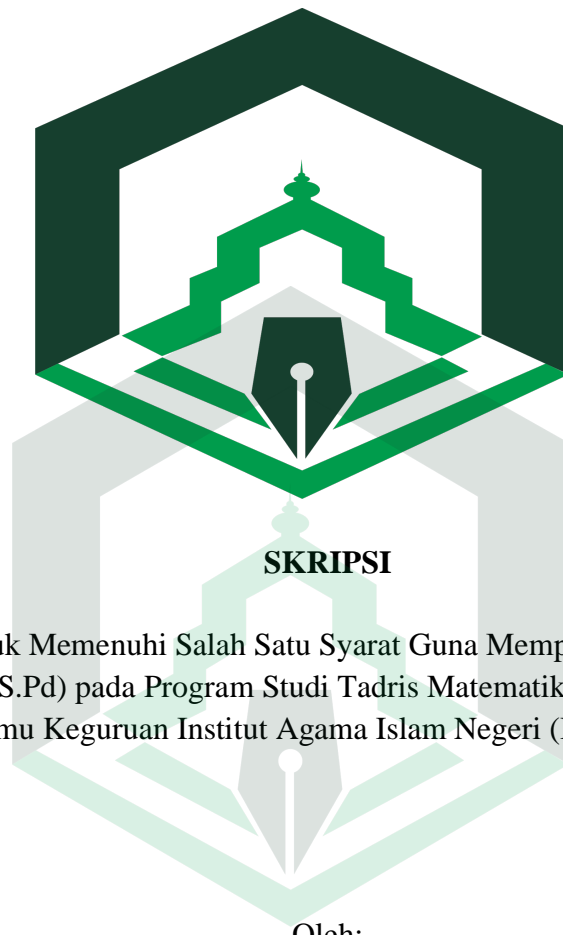 SKRIPSI
uk Memenuhi Salah Satu Syarat Guna Memp
S.Pd) pada Program Studi Tadris Matematik
mu Keguruan Institut Agama Islam Negeri (I
Oleh: